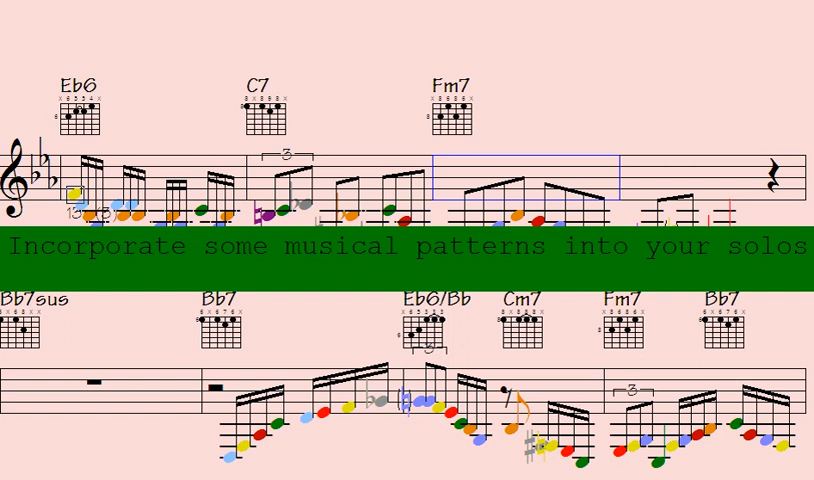 Eb6 C7 Fm7
3
Incorporate some musical patterns into your solos
Bb7sus Bb7 Eb6/Bb Cm7 Fm7 Bb7
3 3